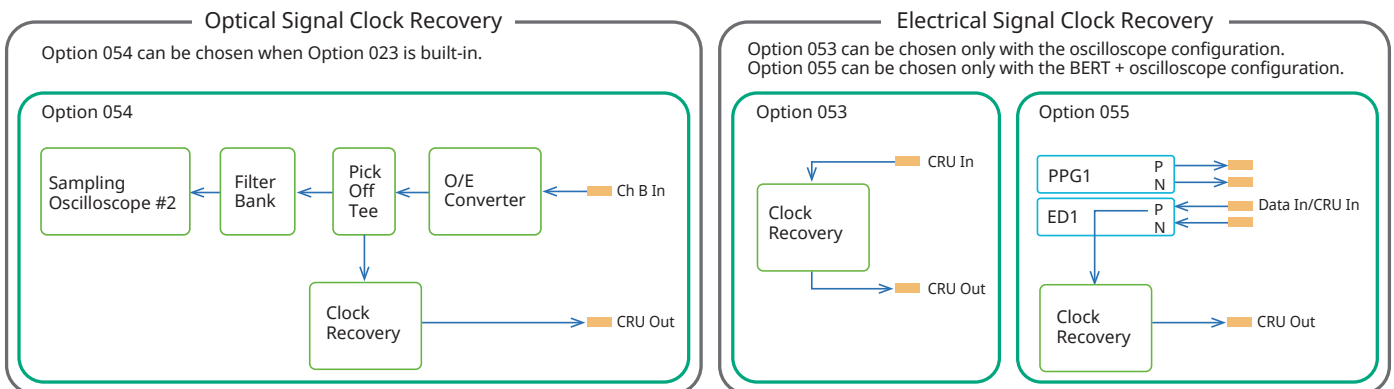 Optical Signal Clock Recovery
Option 054 can be chosen when Option 023 is built-in.
Option 054
Sampling
Oscilloscope #2
Filter
Bank
Pick
Off
Tee
O/E
Converter
Ch B In
Clock
Recovery
CRU Out
Electrical Signal Clock Recovery
Option 053 can be chosen only with the oscilloscope configuration.
Option 055 can be chosen only with the BERT + oscilloscope configuration.
Option 053
CRU In
Clock
Recovery
CRU Out
Option 055
PPG1
P
N
ED1
P
N
Data In/CRU In
Clock
Recovery
CRU Out